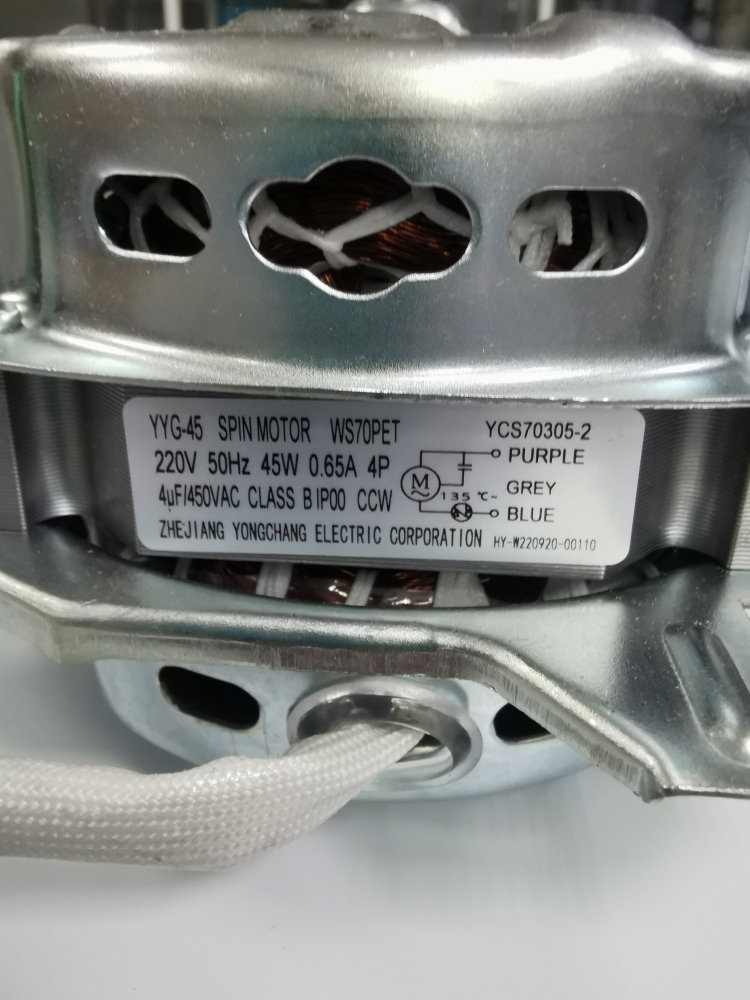 YYG-45 SPIN MOTOR WS70PET YCS70305-2
220V 50Hz 45W 0.65A 4P
4μF/450VAC CLASS B IP00 CCW
M
~
135℃~
PURPLE
GREY
BLUE
ZHEJIANG YONGCHANG ELECTRIC CORPORATION HY-W220920-00110